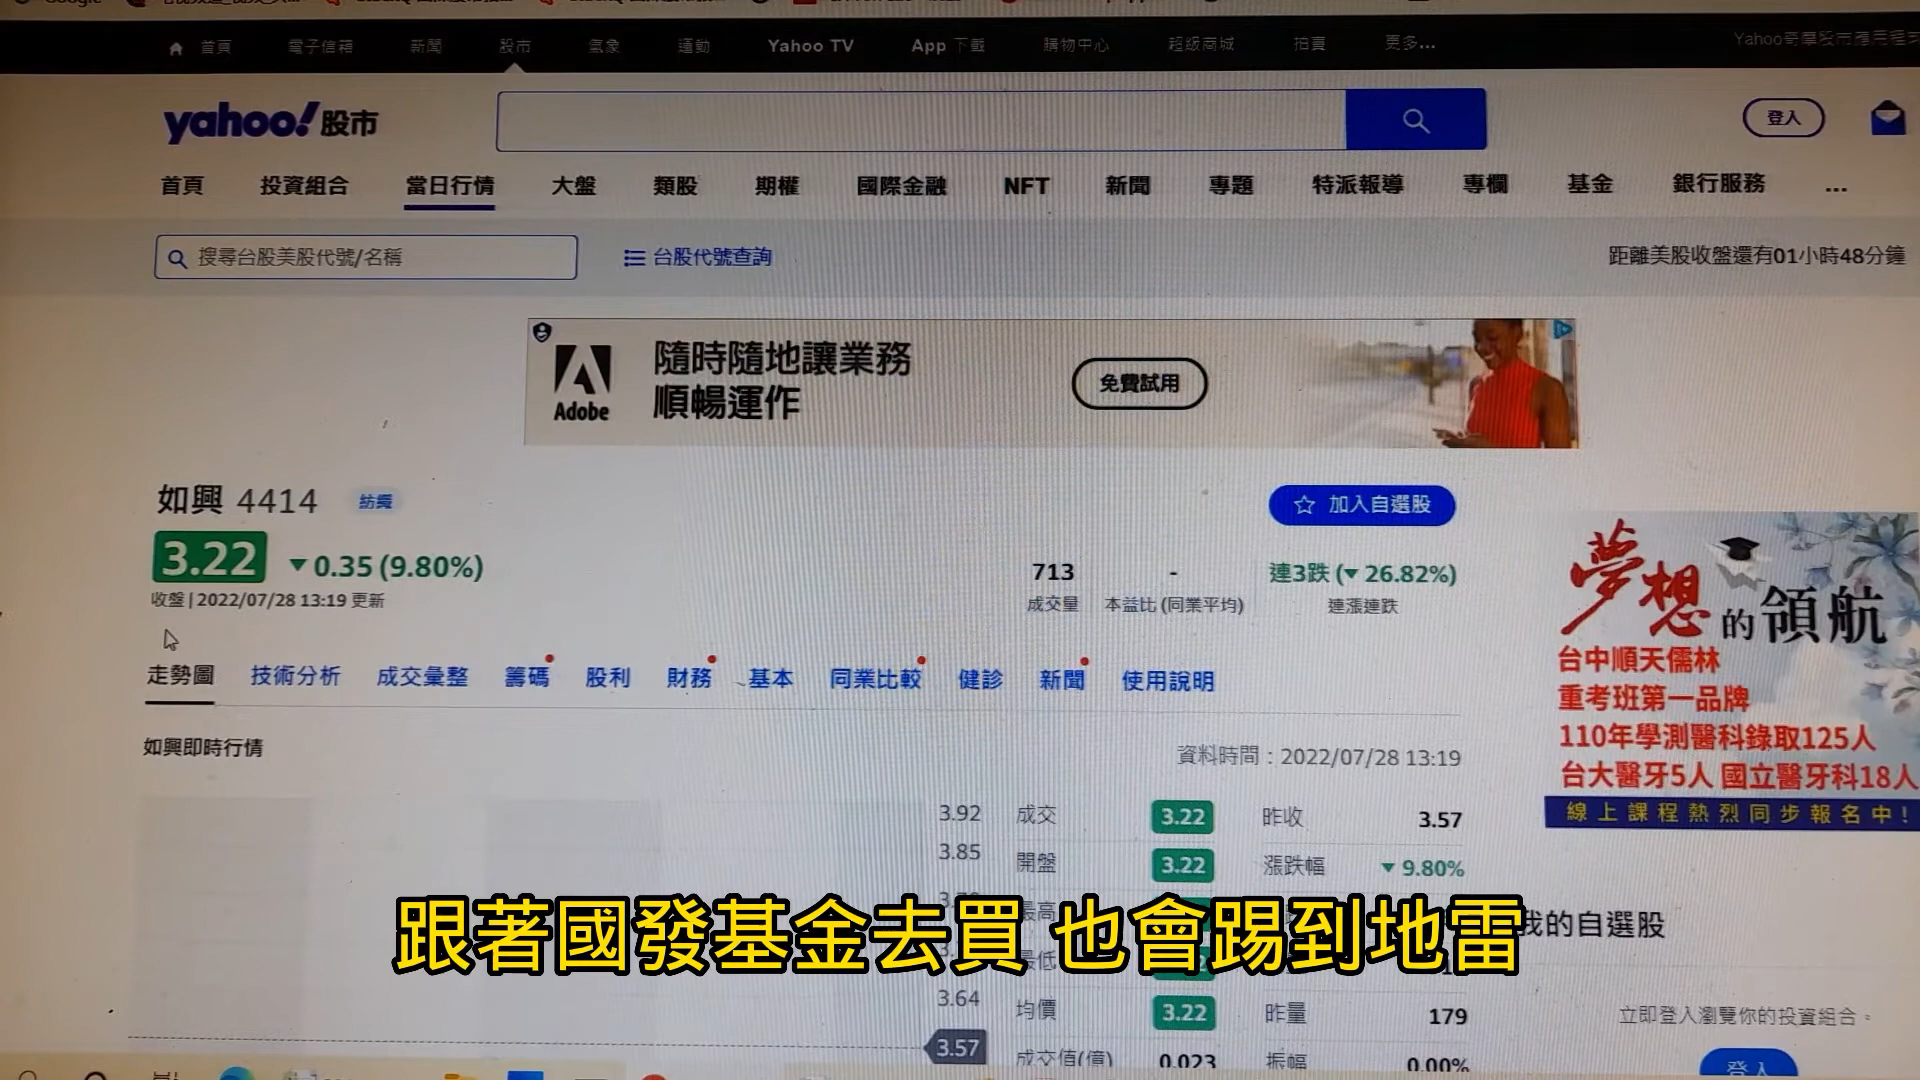 首頁 電子信箱 新聞 股市 氣象 運動 Yahoo TV App 下載 購物中心 超級商城 拍賣 更多...
yahoo!股市
登入
首頁 投資組合 當日行情 大盤 類股 期權 國際金融 NFT 新聞 專題 特派報導 專欄 基金 銀行服務 ...
搜尋台股美股代號/名稱
台股代號查詢
距離美股收盤還有01小時48分鐘
Adobe
隨時隨地讓業務
順暢運作
免費試用
如興 4414 紡織
加入自選股
3.22 ▼0.35 (9.80%)
收盤 | 2022/07/28 13:19 更新
713
成交量
-
本益比 (同業平均)
連3跌 (▼26.82%)
連漲連跌
夢想的領航
台中順天儒林
重考班第一品牌
110年學測醫科錄取125人
台大醫牙5人 國立醫牙科18人
線上課程熱烈同步報名中!
走勢圖 技術分析 成交彙整 籌碼 股利 財務 基本 同業比較 健診 新聞 使用說明
如興即時行情
資料時間：2022/07/28 13:19
3.92 成交 3.22 昨收 3.57
3.85 開盤 3.22 漲跌幅 ▼9.80%
最高
跟著國發基金去買 也會踢到地雷
我的自選股
最低
3.64 均價 3.22 昨量 179
立即登入瀏覽你的投資組合。
3.57 成交值(億) 0.023 振幅 0.00%
登入